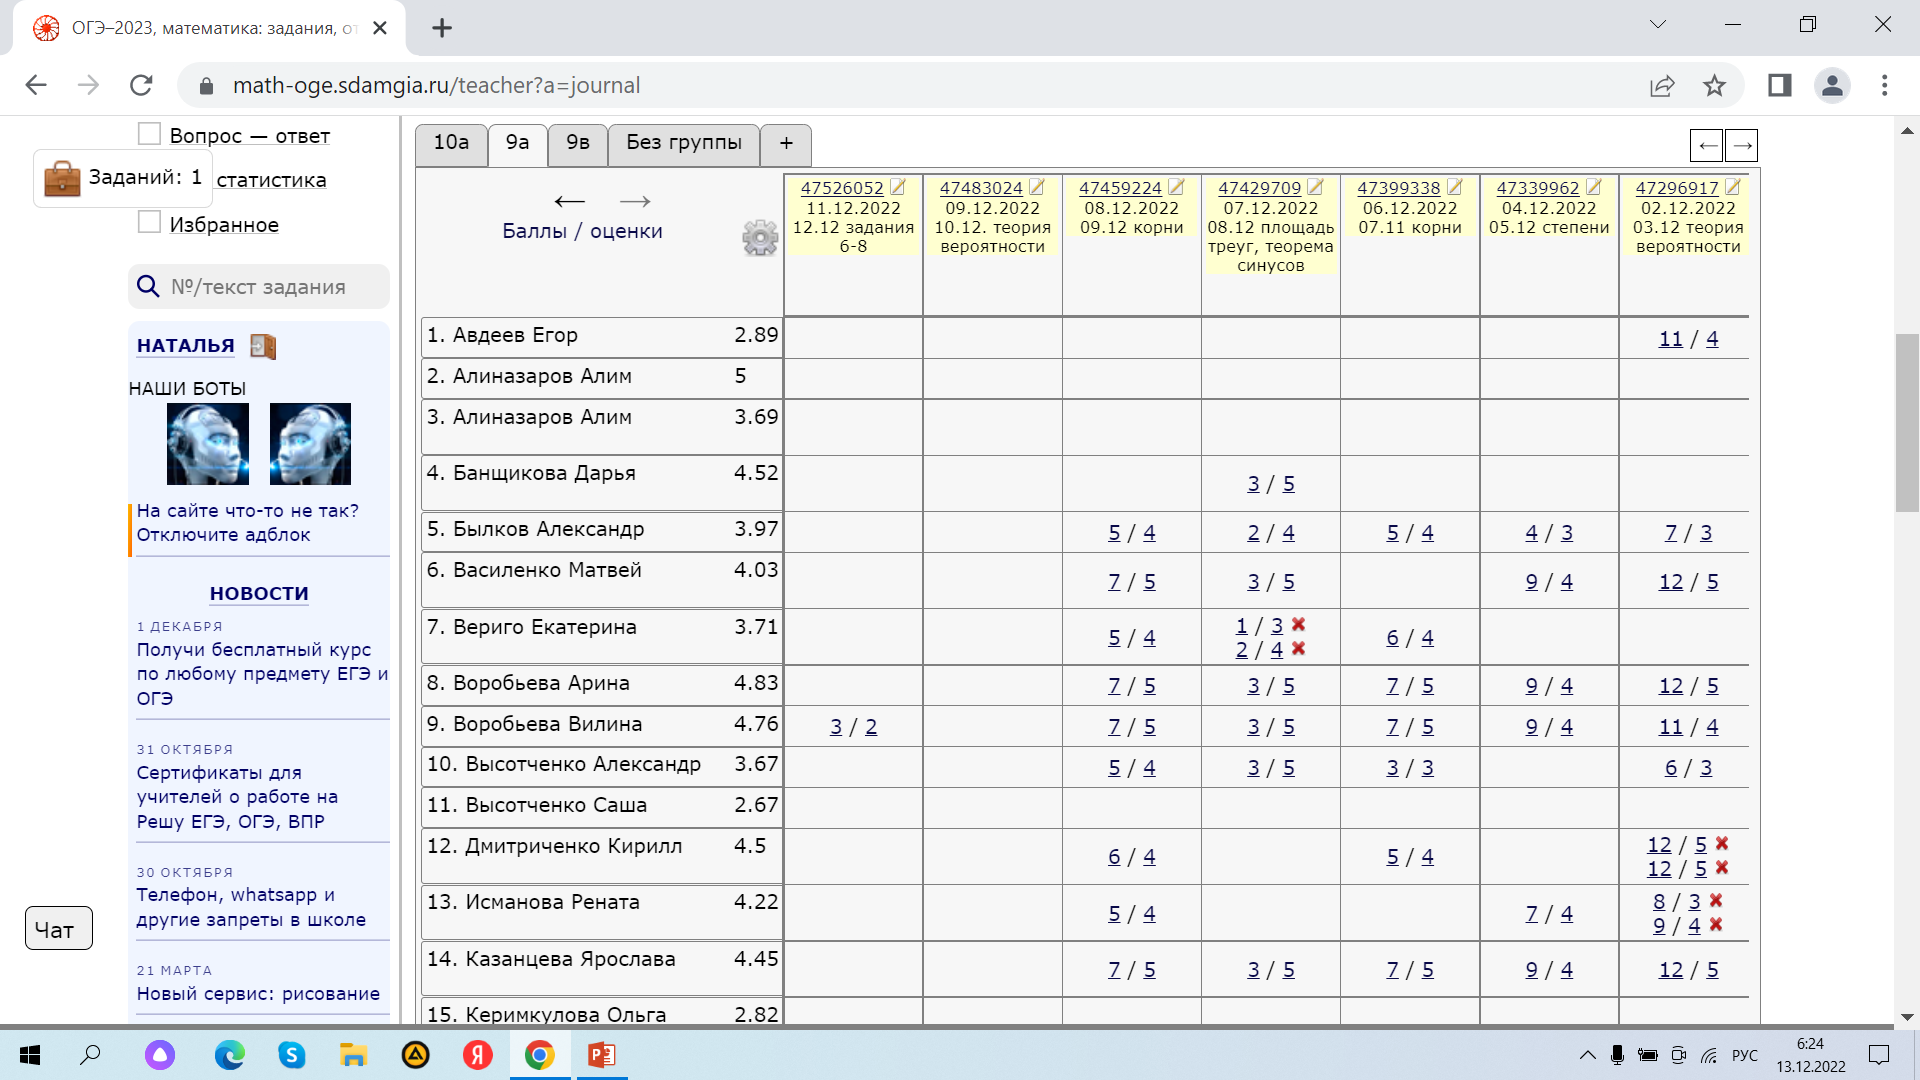 ОГЭ–2023, математика: задания, от
math-oge.sdamgia.ru/teacher?a=journal
Вопрос — ответ
Заданий: 1
статистика
Избранное
№/текст задания
НАТАЛЬЯ
НАШИ БОТЫ
На сайте что-то не так?
Отключите адблок
НОВОСТИ
1 ДЕКАБРЯ
Получи бесплатный курс
по любому предмету ЕГЭ и
ОГЭ
31 ОКТЯБРЯ
Сертификаты для
учителей о работе на
Решу ЕГЭ, ОГЭ, ВПР
30 ОКТЯБРЯ
Телефон, whatsapp и
другие запреты в школе
21 МАРТА
Новый сервис: рисование
Чат
10а 9а 9в Без группы +
← →
← →
Баллы / оценки
47526052
11.12.2022
12.12 задания
6-8
47483024
09.12.2022
10.12. теория
вероятности
47459224
08.12.2022
09.12 корни
47429709
07.12.2022
08.12 площадь
треуг, теорема
синусов
47399338
06.12.2022
07.11 корни
47339962
04.12.2022
05.12 степени
47296917
02.12.2022
03.12 теория
вероятности
1. Авдеев Егор 2.89 11 / 4
2. Алиназаров Алим 5
3. Алиназаров Алим 3.69
4. Банщикова Дарья 4.52 3 / 5
5. Былков Александр 3.97 5 / 4 2 / 4 5 / 4 4 / 3 7 / 3
6. Василенко Матвей 4.03 7 / 5 3 / 5 9 / 4 12 / 5
7. Вериго Екатерина 3.71 5 / 4 1 / 3 2 / 4 6 / 4
8. Воробьева Арина 4.83 7 / 5 3 / 5 7 / 5 9 / 4 12 / 5
9. Воробьева Вилина 4.76 3 / 2 7 / 5 3 / 5 7 / 5 9 / 4 11 / 4
10. Высотченко Александр 3.67 5 / 4 3 / 5 3 / 3 6 / 3
11. Высотченко Саша 2.67
12. Дмитриченко Кирилл 4.5 6 / 4 5 / 4 12 / 5 12 / 5
13. Исманова Рената 4.22 5 / 4 7 / 4 8 / 3 9 / 4
14. Казанцева Ярослава 4.45 7 / 5 3 / 5 7 / 5 9 / 4 12 / 5
15. Керимкулова Ольга 2.82
РУС
6:24
13.12.2022